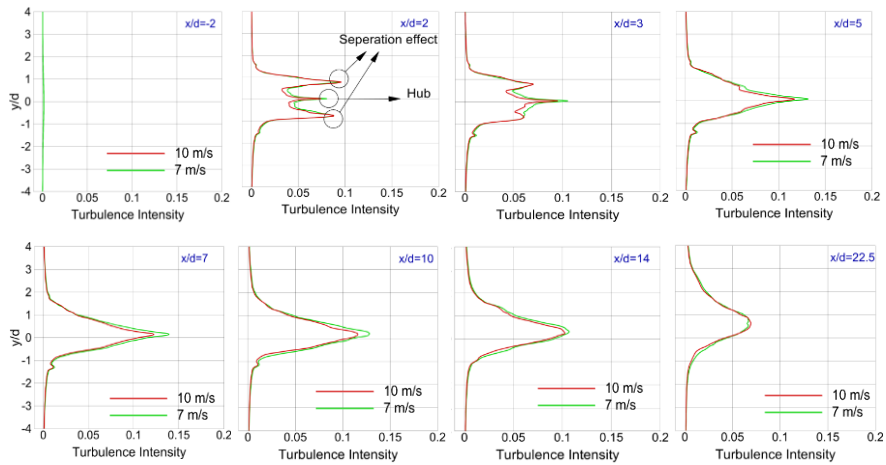 x/d=-2
x/d=2
x/d=3
x/d=5
Seperation effect
Hub
y/d
4
3
2
1
0
-1
-2
-3
-4
10 m/s
7 m/s
10 m/s
7 m/s
10 m/s
7 m/s
0 0.05 0.1 0.15 0.2
0 0.05 0.1 0.15 0.2
0 0.05 0.1 0.15 0.2
0 0.05 0.1 0.15 0.2
Turbulence Intensity
Turbulence Intensity
Turbulence Intensity
Turbulence Intensity
x/d=7
x/d=10
x/d=14
x/d=22.5
y/d
4
3
2
1
0
-1
-2
-3
-4
10 m/s
7 m/s
10 m/s
7 m/s
10 m/s
7 m/s
10 m/s
7 m/s
0 0.05 0.1 0.15 0.2
0 0.05 0.1 0.15 0.2
0 0.05 0.1 0.15 0.2
0 0.05 0.1 0.15 0.2
Turbulence Intensity
Turbulence Intensity
Turbulence Intensity
Turbulence Intensity